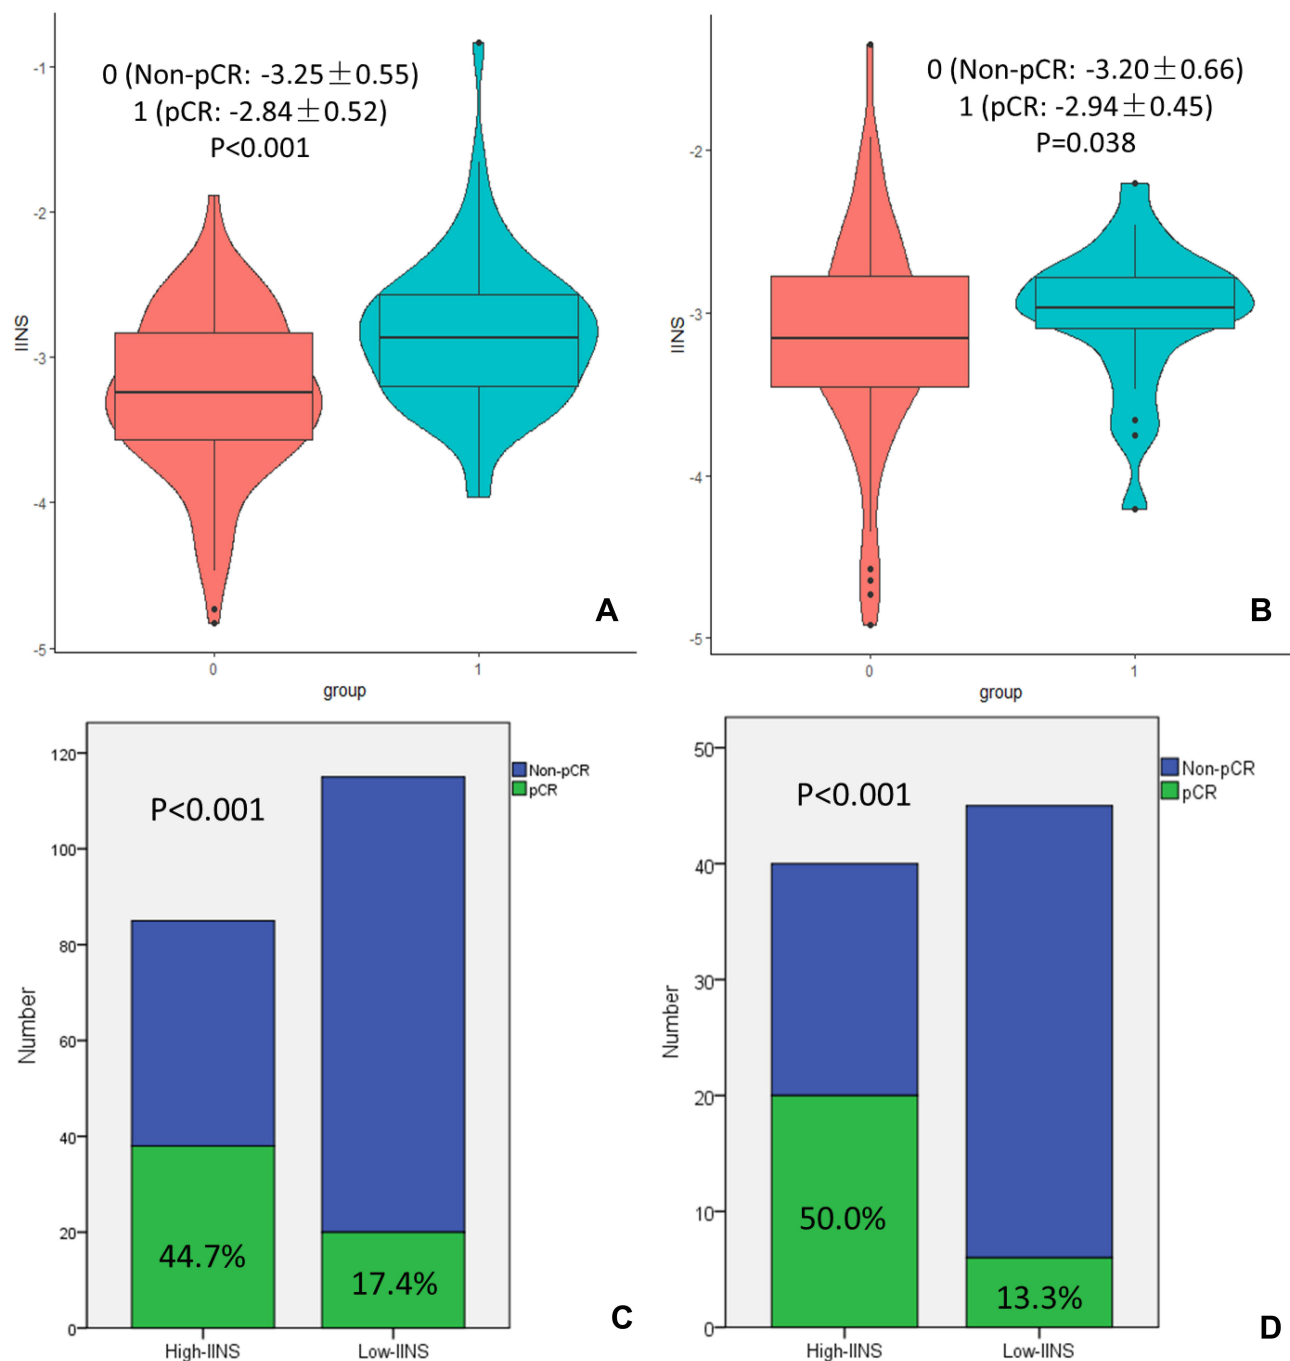 0 (Non-pCR: -3.25±0.55)
1 (pCR: -2.84±0.52)
P<0.001
-1
-2
-3
-4
-5
IINS
0
1
group
A
0 (Non-pCR: -3.20±0.66)
1 (pCR: -2.94±0.45)
P=0.038
-2
-3
-4
-5
IINS
0
1
group
B
120
100
80
60
40
20
0
Number
P<0.001
Non-pCR
pCR
44.7%
17.4%
High-IINS
Low-IINS
C
50
40
30
20
10
0
Number
P<0.001
Non-pCR
pCR
50.0%
13.3%
High-IINS
Low-IINS
D